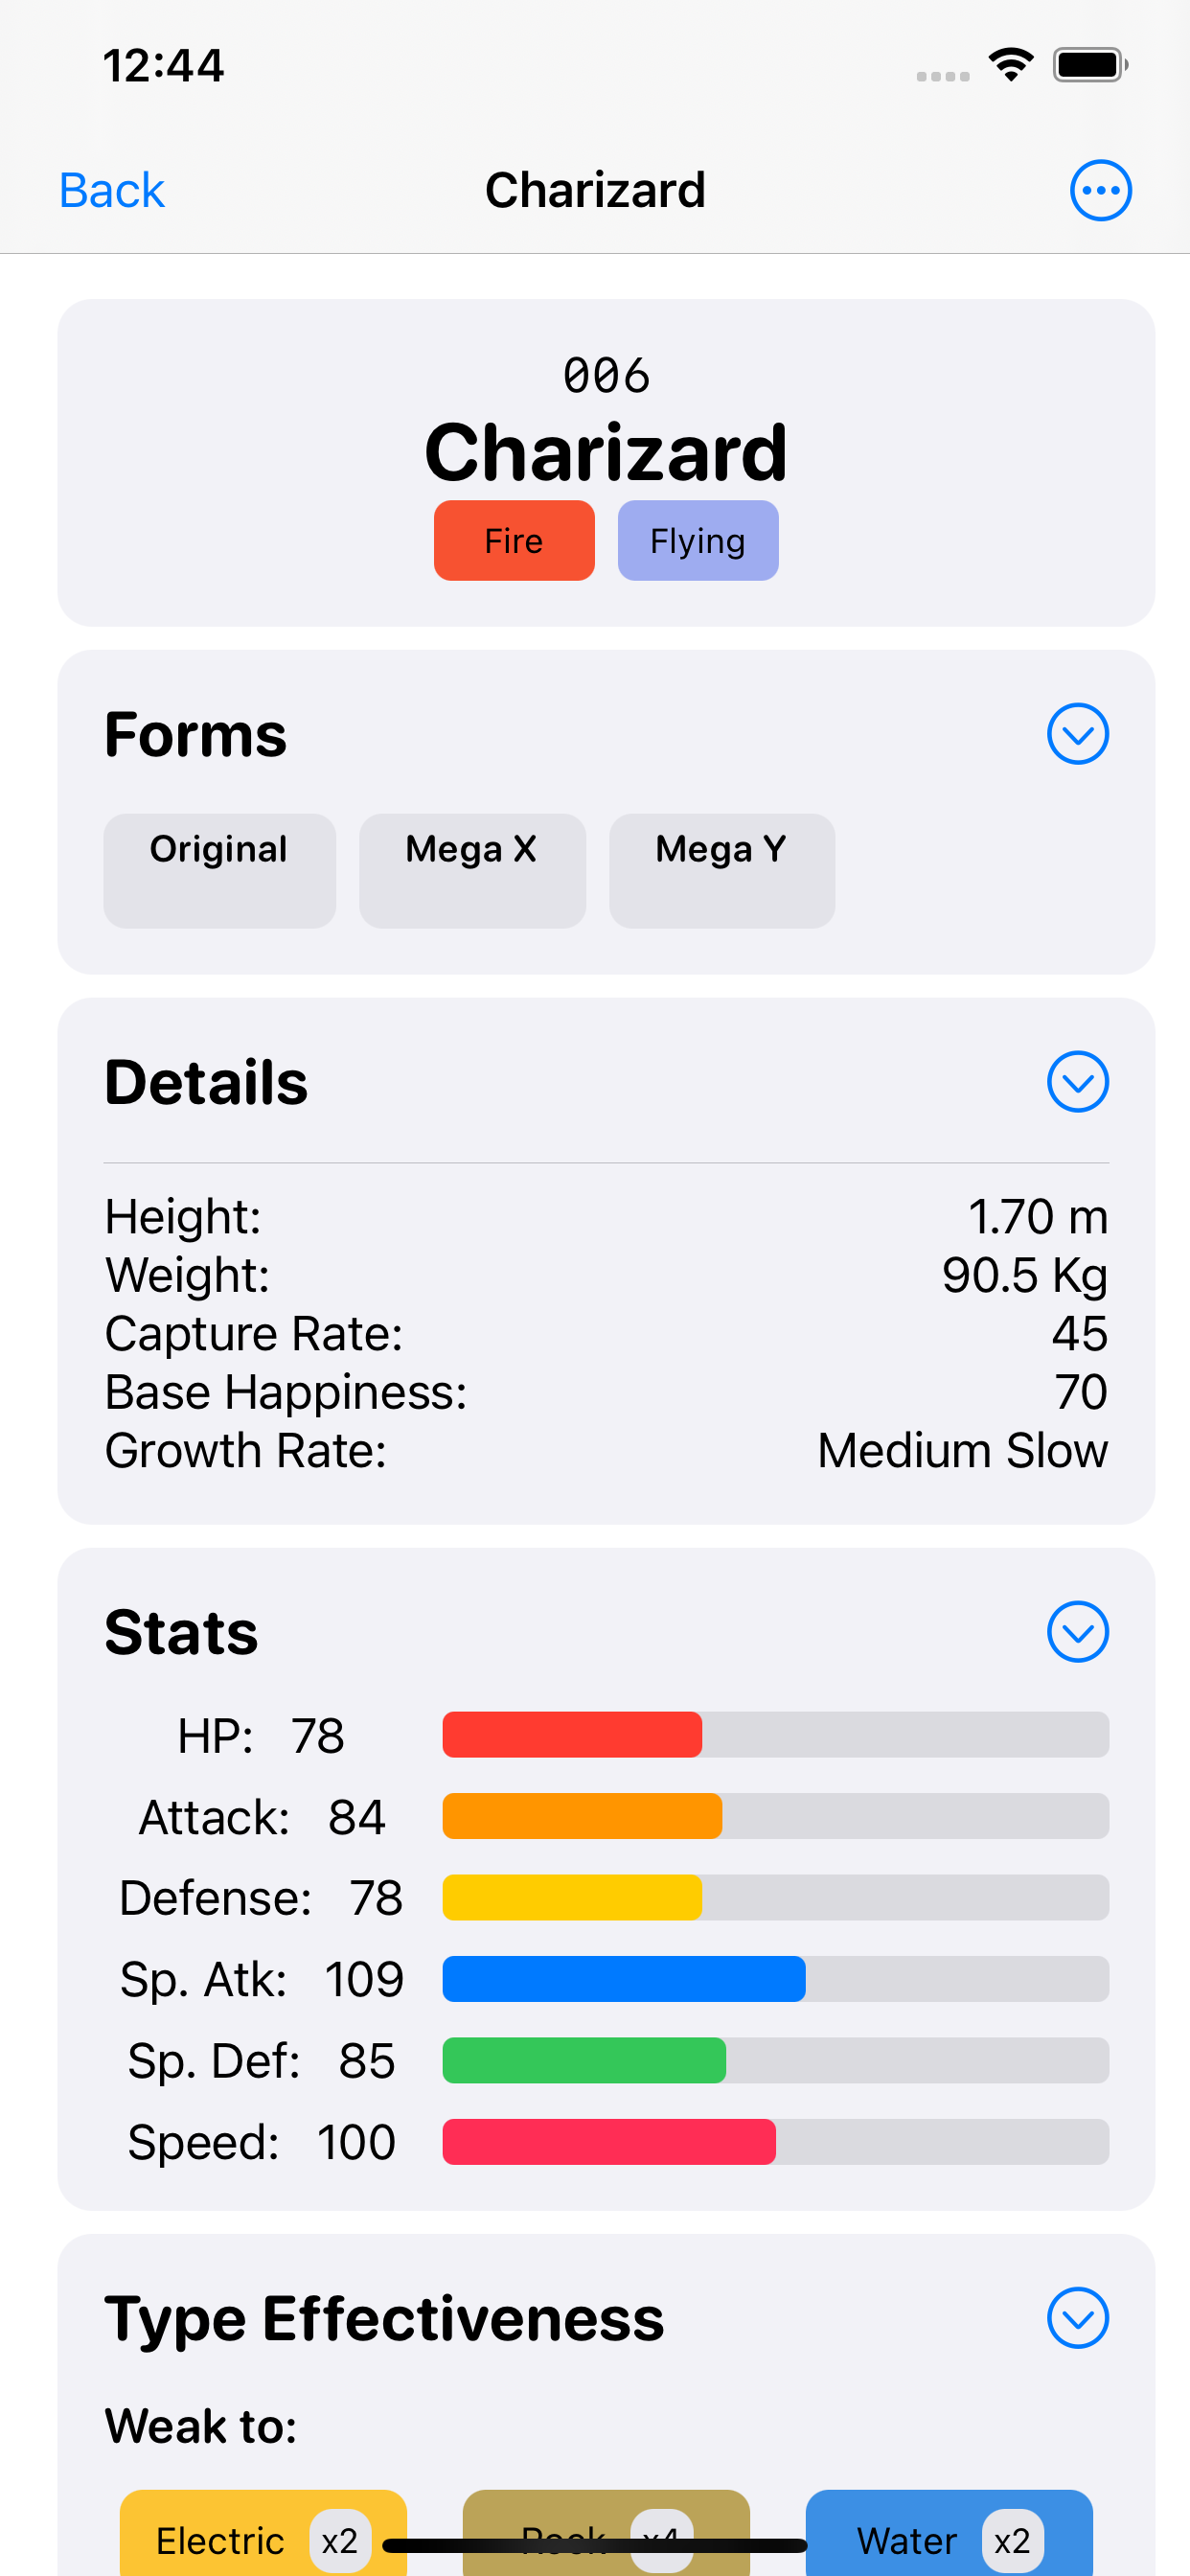 12:44
Back Charizard
006
Charizard
Fire Flying
Forms
Original Mega X Mega Y
Details
Height: 1.70 m
Weight: 90.5 Kg
Capture Rate: 45
Base Happiness: 70
Growth Rate: Medium Slow
Stats
HP: 78
Attack: 84
Defense: 78
Sp. Atk: 109
Sp. Def: 85
Speed: 100
Type Effectiveness
Weak to:
Electric x2 Rock x4 Water x2